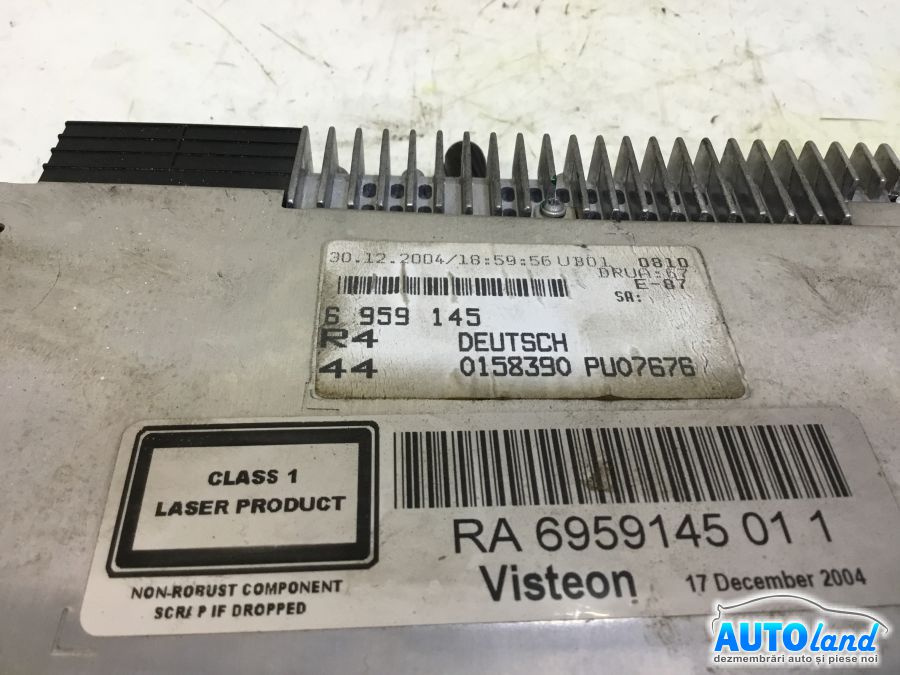 30.12.2004/18:59:56 UB01 0810
DRUA:67
E-87
SA:
6 959 145
R4 DEUTSCH
44 0158390 PU07676
CLASS 1
LASER PRODUCT
NON-ROBUST COMPONENT
SCRAP IF DROPPED
RA 6959145 01 1
Visteon 17 December 2004
AUTOland
dezmembrări auto și piese noi